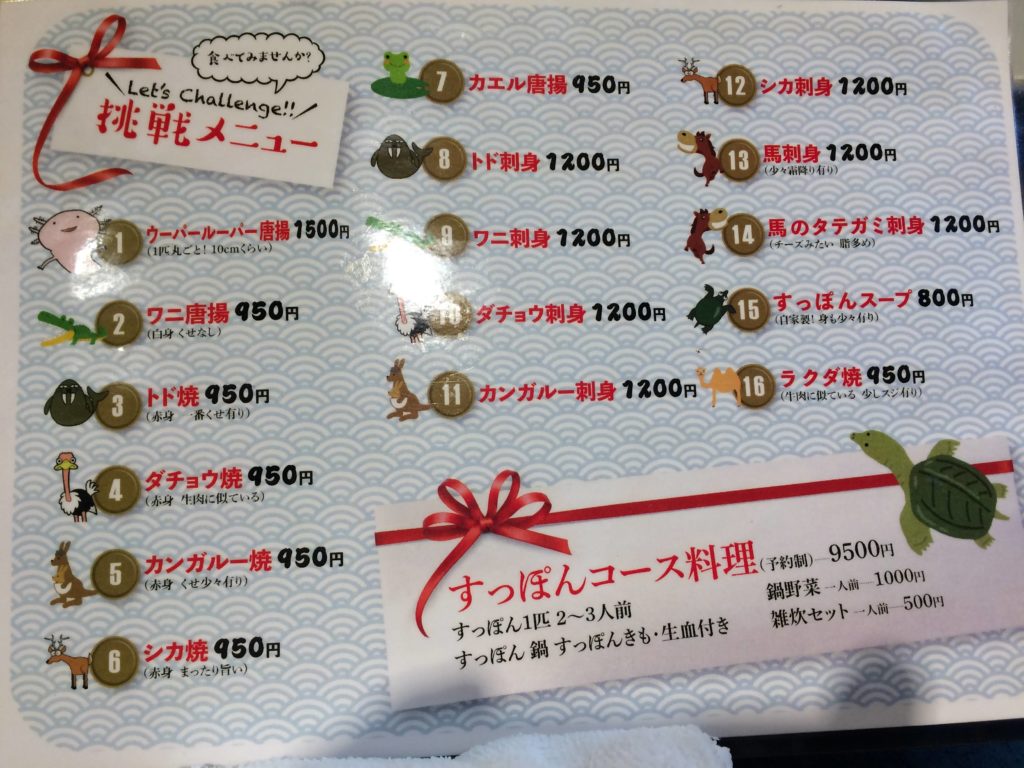 食べてみませんか?
Let's Challenge!!
挑戦メニュー
1 ウーパールーパー唐揚 1500円
(1匹丸ごと! 10cmくらい)
2 ワニ唐揚 950円
(白身 くせなし)
3 トド焼 950円
(赤身 一番くせ有り)
4 ダチョウ焼 950円
(赤身 牛肉に似ている)
5 カンガルー焼 950円
(赤身 くせ少々有り)
6 シカ焼 950円
(赤身 まったり旨い)
7 カエル唐揚 950円
8 トド刺身 1200円
9 ワニ刺身 1200円
10 ダチョウ刺身 1200円
11 カンガルー刺身 1200円
12 シカ刺身 1200円
13 馬刺身 1200円
(少々霜降り有り)
14 馬のタテガミ刺身 1200円
(チーズみたい 脂多め)
15 すっぽんスープ 800円
(自家製! 身も少々有り)
16 ラクダ焼 950円
(牛肉に似ている 少しスジ有り)
すっぽんコース料理(予約制)―9500円
すっぽん1匹 2〜3人前
すっぽん 鍋 すっぽんきも・生血付き
鍋野菜 一人前―1000円
雑炊セット 一人前―500円